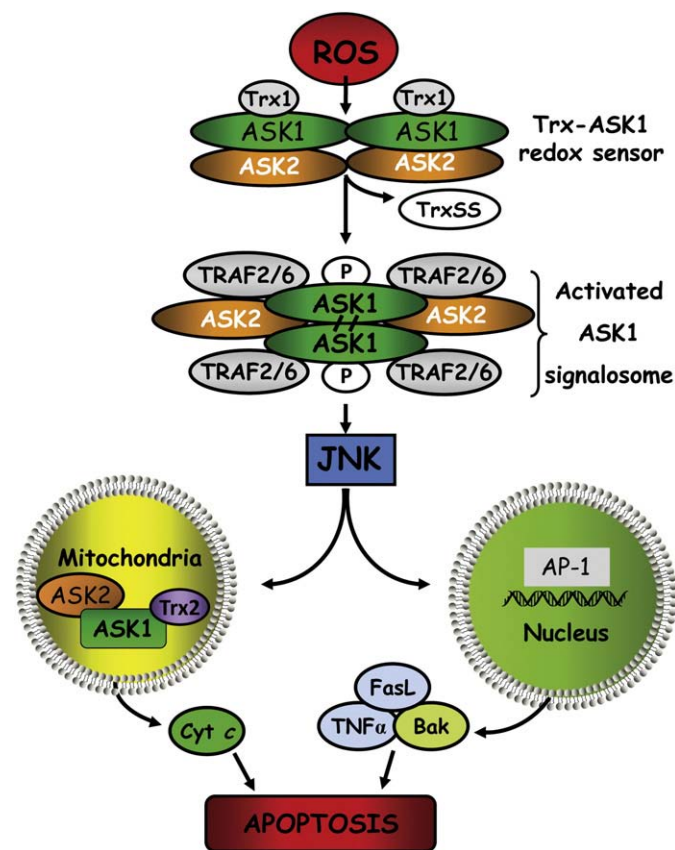 ROS
Trx1 Trx1
ASK1 ASK1
ASK2 ASK2
Trx-ASK1
redox sensor
TrxSS
TRAF2/6 P TRAF2/6
ASK1
ASK2 ASK2
ASK1
TRAF2/6 P TRAF2/6
Activated
ASK1
signalosome
JNK
Mitochondria
ASK2
Trx2
ASK1
AP-1
Nucleus
FasL
TNFα Bak
Cyt c
APOPTOSIS